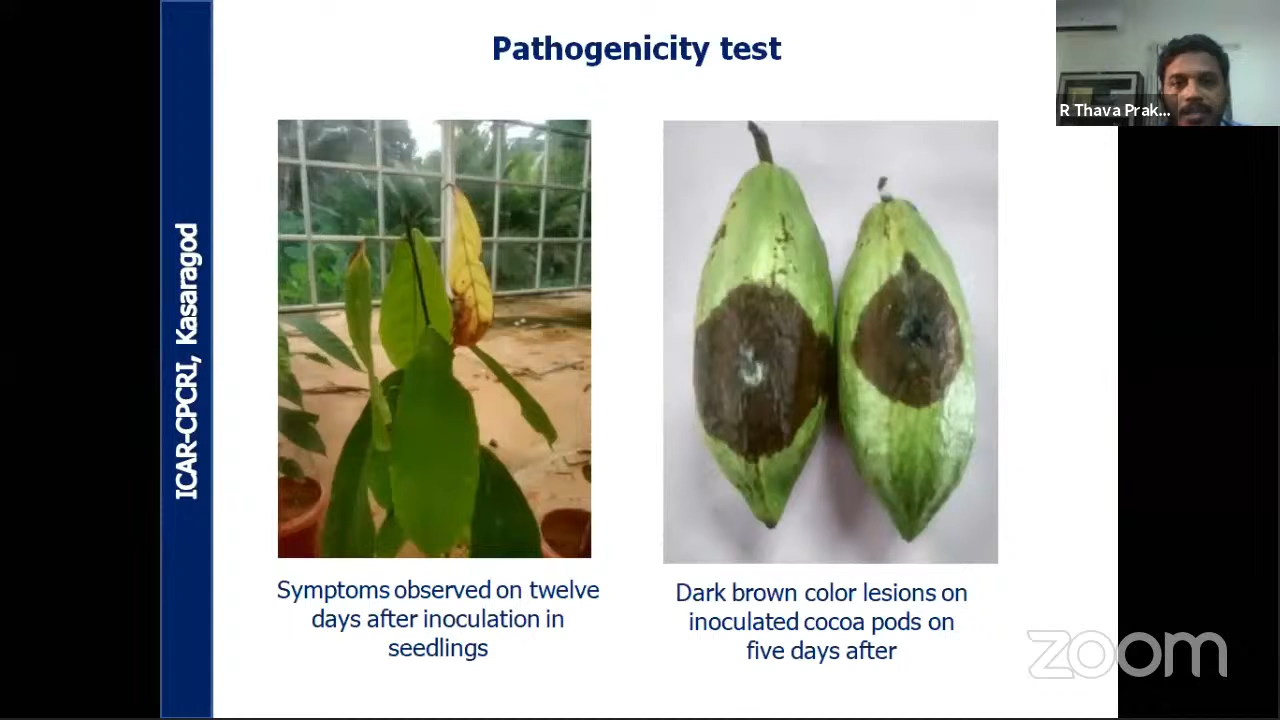 Pathogenicity test
R Thava Prak...
ICAR-CPCRI, Kasaragod
Symptoms observed on twelve
days after inoculation in
seedlings
Dark brown color lesions on
inoculated cocoa pods on
five days after
zoom